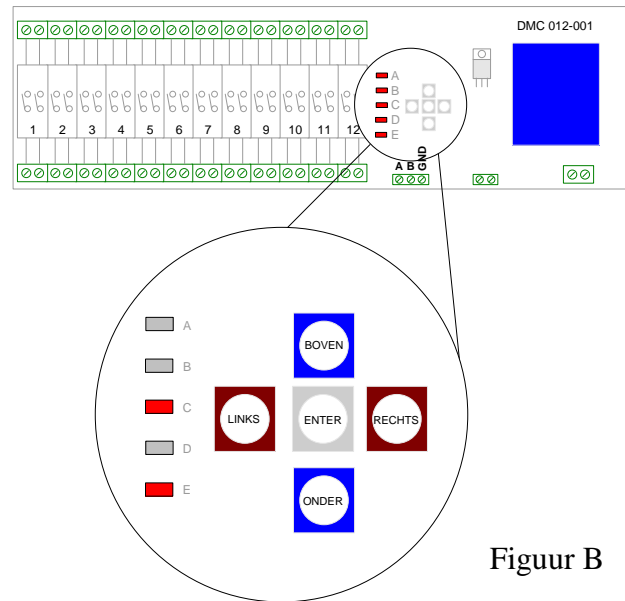 DMC 012-001
1 2 3 4 5 6 7 8 9 10 11 12
A
B
C
D
E
A B GND
A
B
C
D
E
BOVEN
LINKS ENTER RECHTS
ONDER
Figuur B